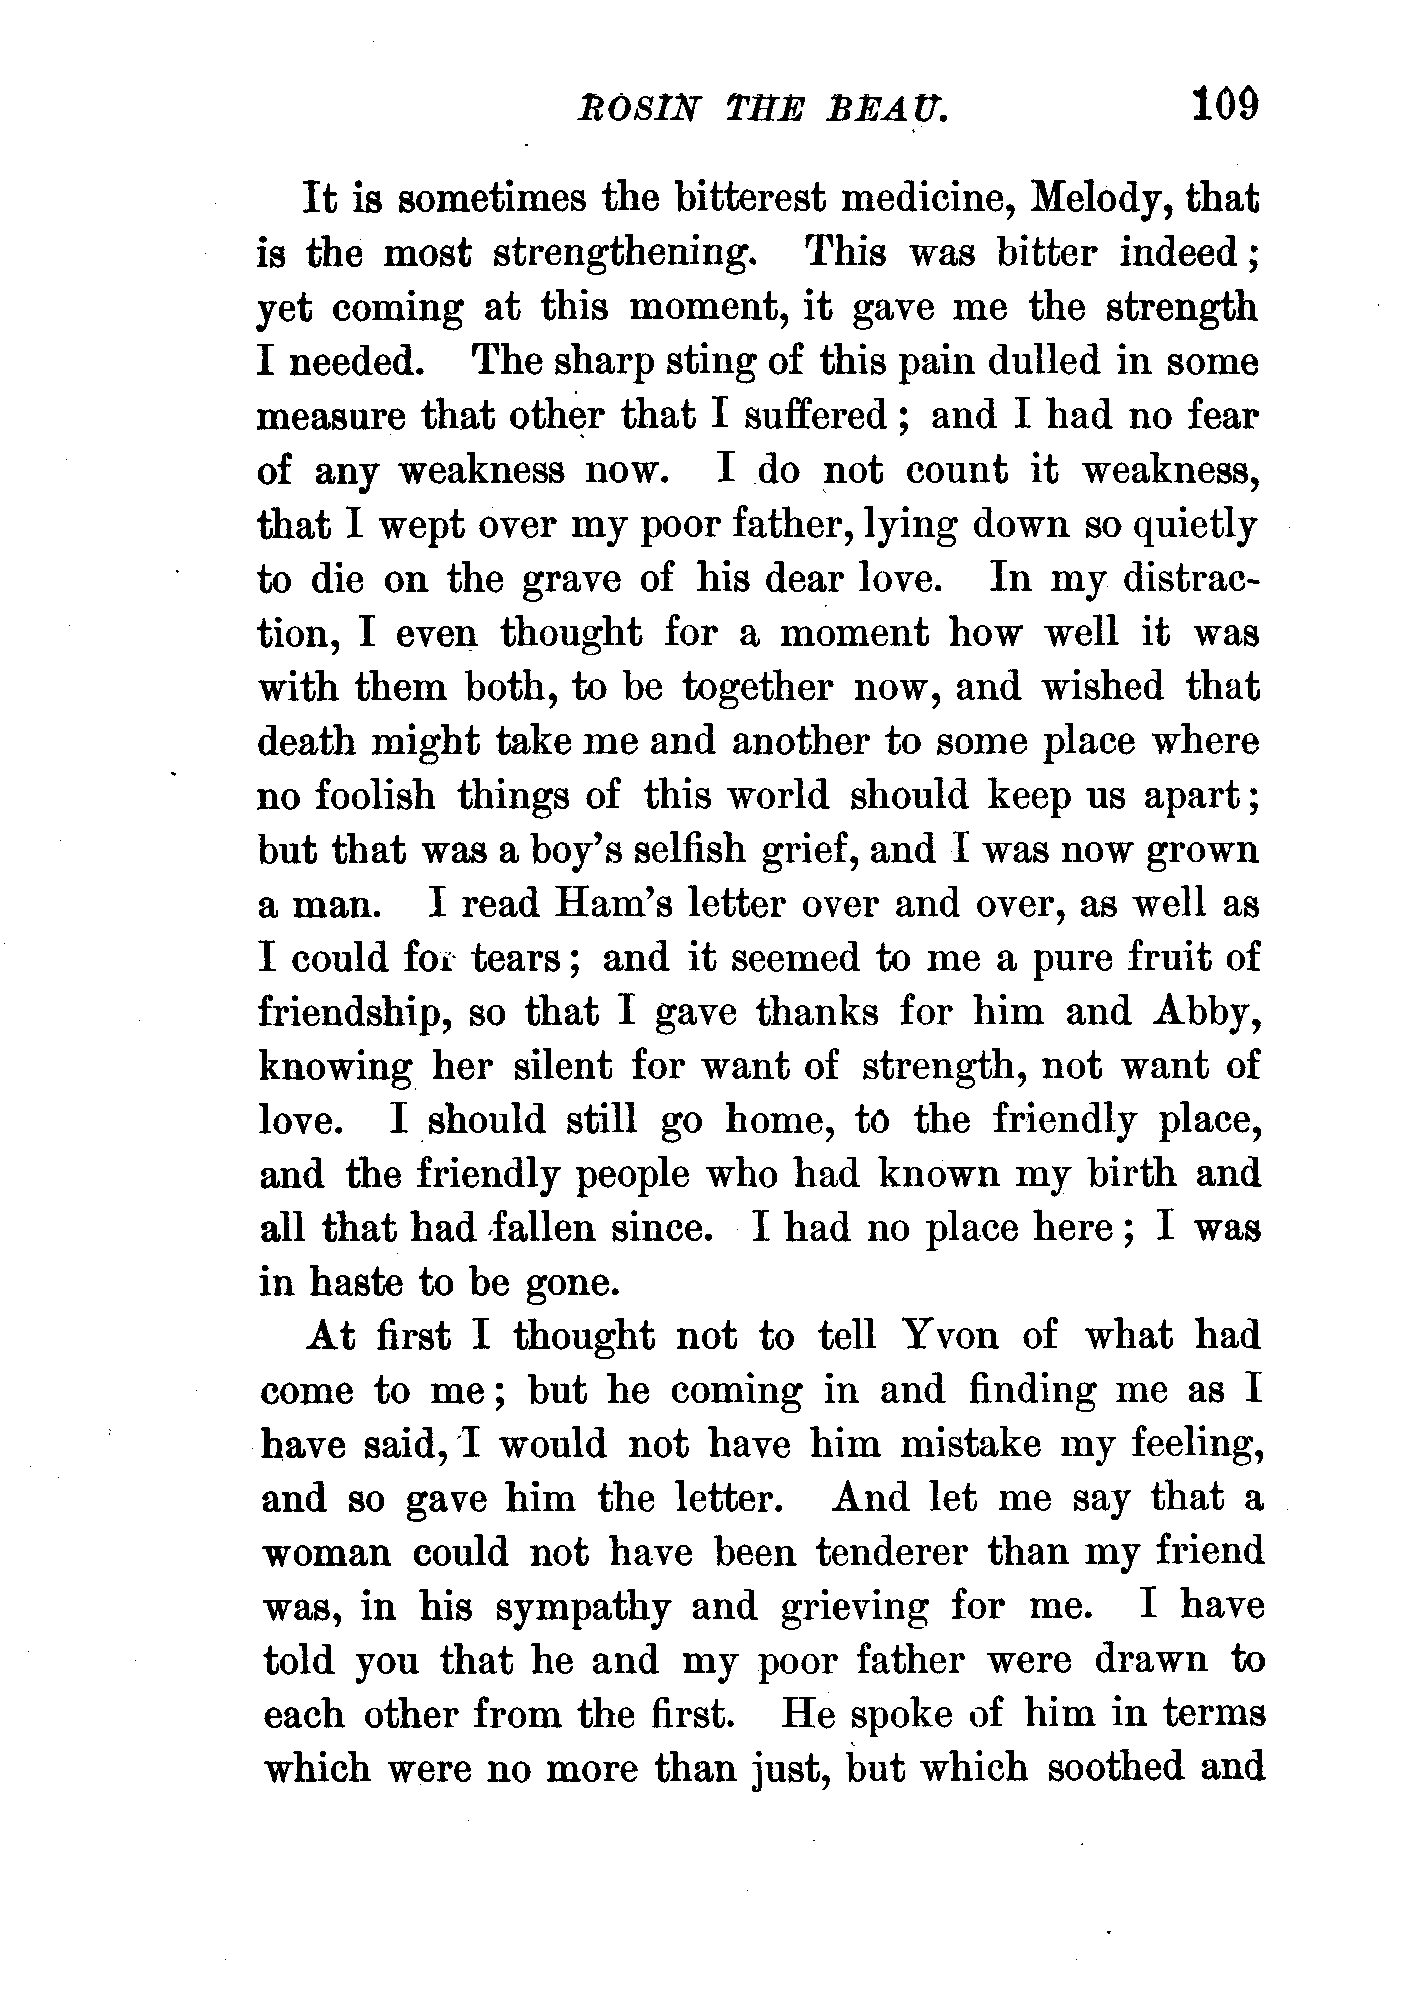 ROSIN THE BEAU. 109
It is sometimes the bitterest medicine, Melody, that
is the most strengthening. This was bitter indeed;
yet coming at this moment, it gave me the strength
I needed. The sharp sting of this pain dulled in some
measure that other that I suffered; and I had no fear
of any weakness now. I do not count it weakness,
that I wept over my poor father, lying down so quietly
to die on the grave of his dear love. In my distrac-
tion, I even thought for a moment how well it was
with them both, to be together now, and wished that
death might take me and another to some place where
no foolish things of this world should keep us apart;
but that was a boy's selfish grief, and I was now grown
a man. I read Ham's letter over and over, as well as
I could for tears; and it seemed to me a pure fruit of
friendship, so that I gave thanks for him and Abby,
knowing her silent for want of strength, not want of
love. I should still go home, to the friendly place,
and the friendly people who had known my birth and
all that had fallen since. I had no place here; I was
in haste to be gone.
At first I thought not to tell Yvon of what had
come to me; but he coming in and finding me as I
have said, I would not have him mistake my feeling,
and so gave him the letter. And let me say that a
woman could not have been tenderer than my friend
was, in his sympathy and grieving for me. I have
told you that he and my poor father were drawn to
each other from the first. He spoke of him in terms
which were no more than just, but which soothed and